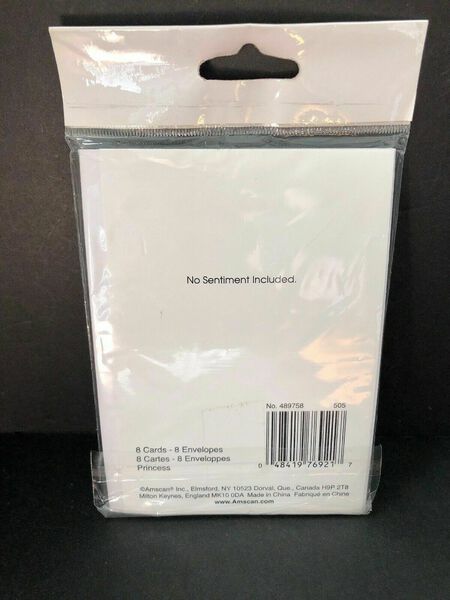 No Sentiment Included.
No. 489758 505
8 Cards - 8 Envelopes
8 Cartes - 8 Enveloppes
Princess
0 48419 76921 7
©Amscan® Inc., Elmsford, NY 10523 Dorval, Que., Canada H9P 2T8
Milton Keynes, England MK15 0DA Made in China Fabriqué en Chine
www.Amscan.com